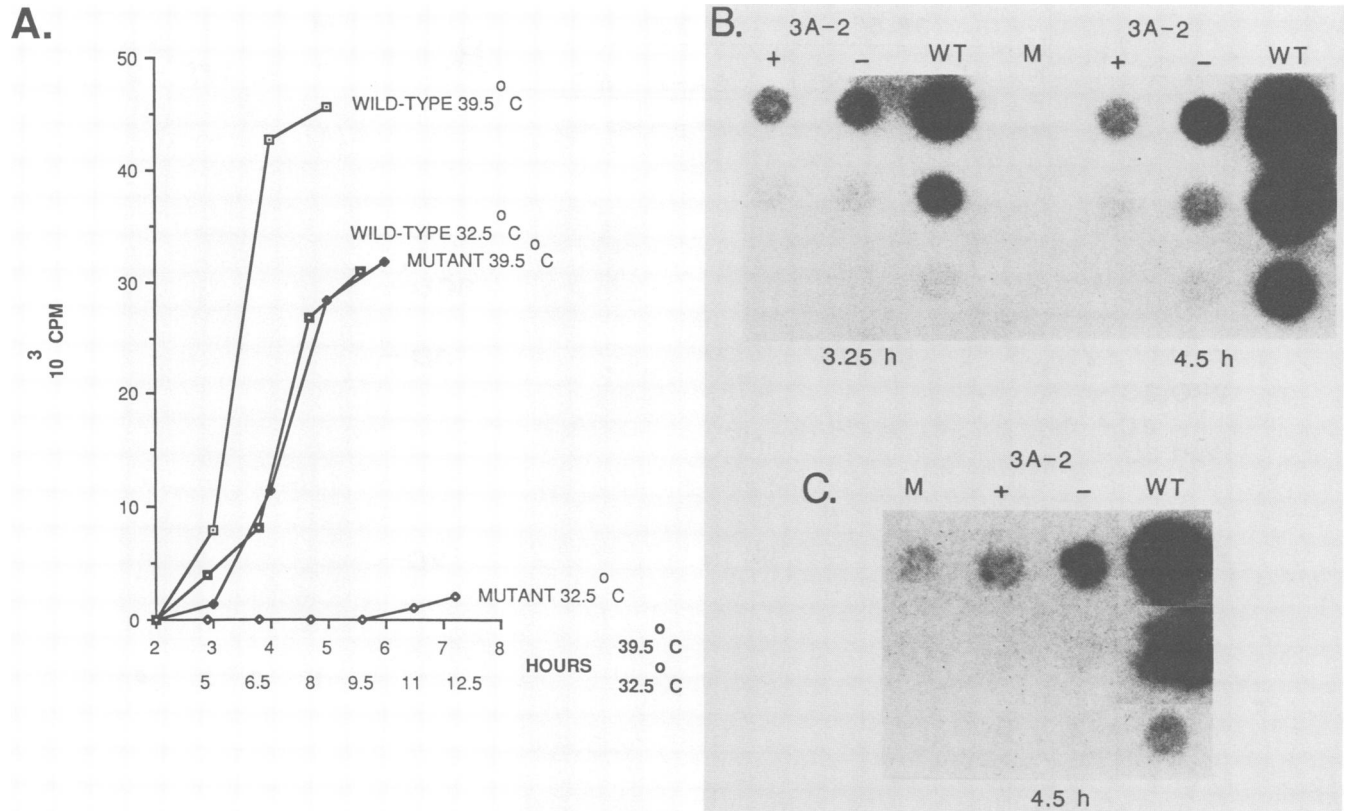 A.
50
40
30
20
10
0
10³ CPM
WILD-TYPE 39.5°C
WILD-TYPE 32.5°C
MUTANT 39.5°C
MUTANT 32.5°C
2 3 4 5 6 7 8
39.5°C
HOURS
5 6.5 8 9.5 11 12.5
32.5°C
B.
3A-2
+ − WT M
3A-2
+ − WT
3.25 h
4.5 h
C.
3A-2
M + − WT
4.5 h